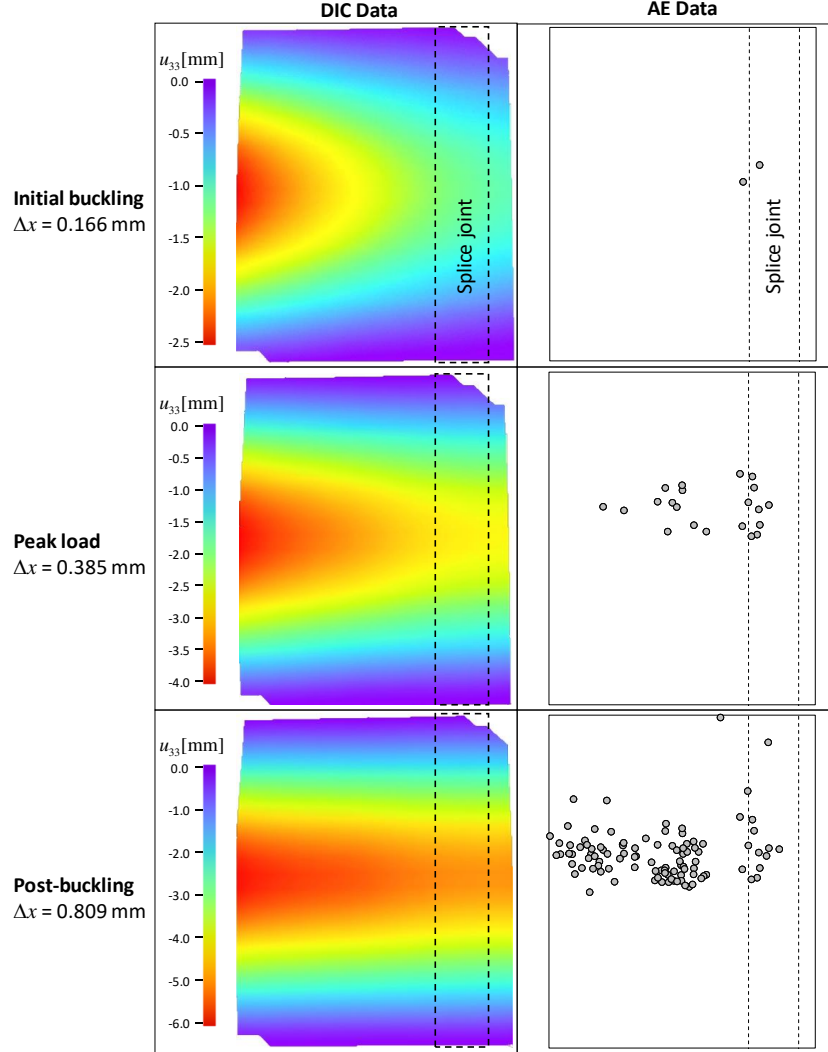 DIC Data
AE Data
u33[mm]
0.0
-0.5
-1.0
-1.5
-2.0
-2.5
Initial buckling
Δx = 0.166 mm
Splice joint
Splice joint
u33[mm]
0.0
-0.5
-1.0
-1.5
-2.0
-2.5
-3.0
-3.5
-4.0
Peak load
Δx = 0.385 mm
u33[mm]
0.0
-1.0
-2.0
-3.0
-4.0
-5.0
-6.0
Post-buckling
Δx = 0.809 mm